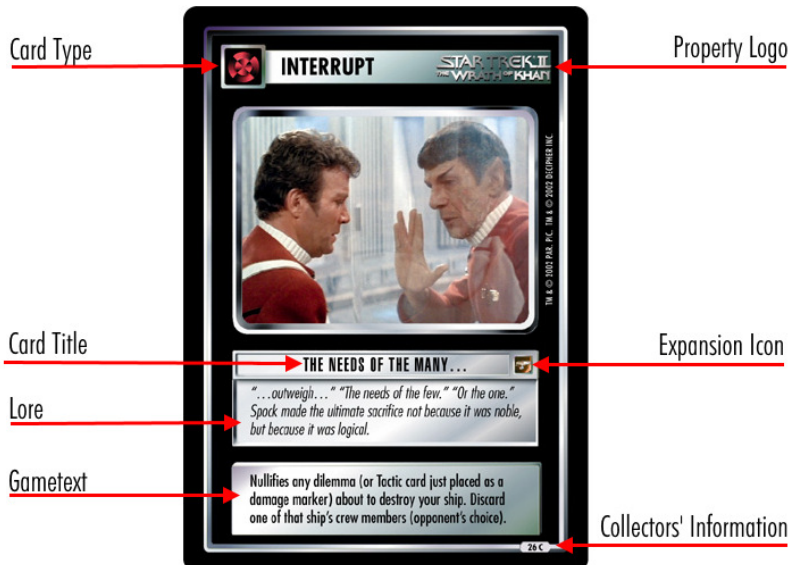 Card Type
Property Logo
INTERRUPT
STAR TREK II
THE WRATH OF KHAN
TM & © 2002 PAR. PIC. TM & © 2002 DECIPHER INC.
Card Title
Expansion Icon
THE NEEDS OF THE MANY...
Lore
"...outweigh..." "The needs of the few." "Or the one."
Spock made the ultimate sacrifice not because it was noble,
but because it was logical.
Gametext
Nullifies any dilemma (or Tactic card just placed as a
damage marker) about to destroy your ship. Discard
one of that ship's crew members (opponent's choice).
Collectors' Information
26 C